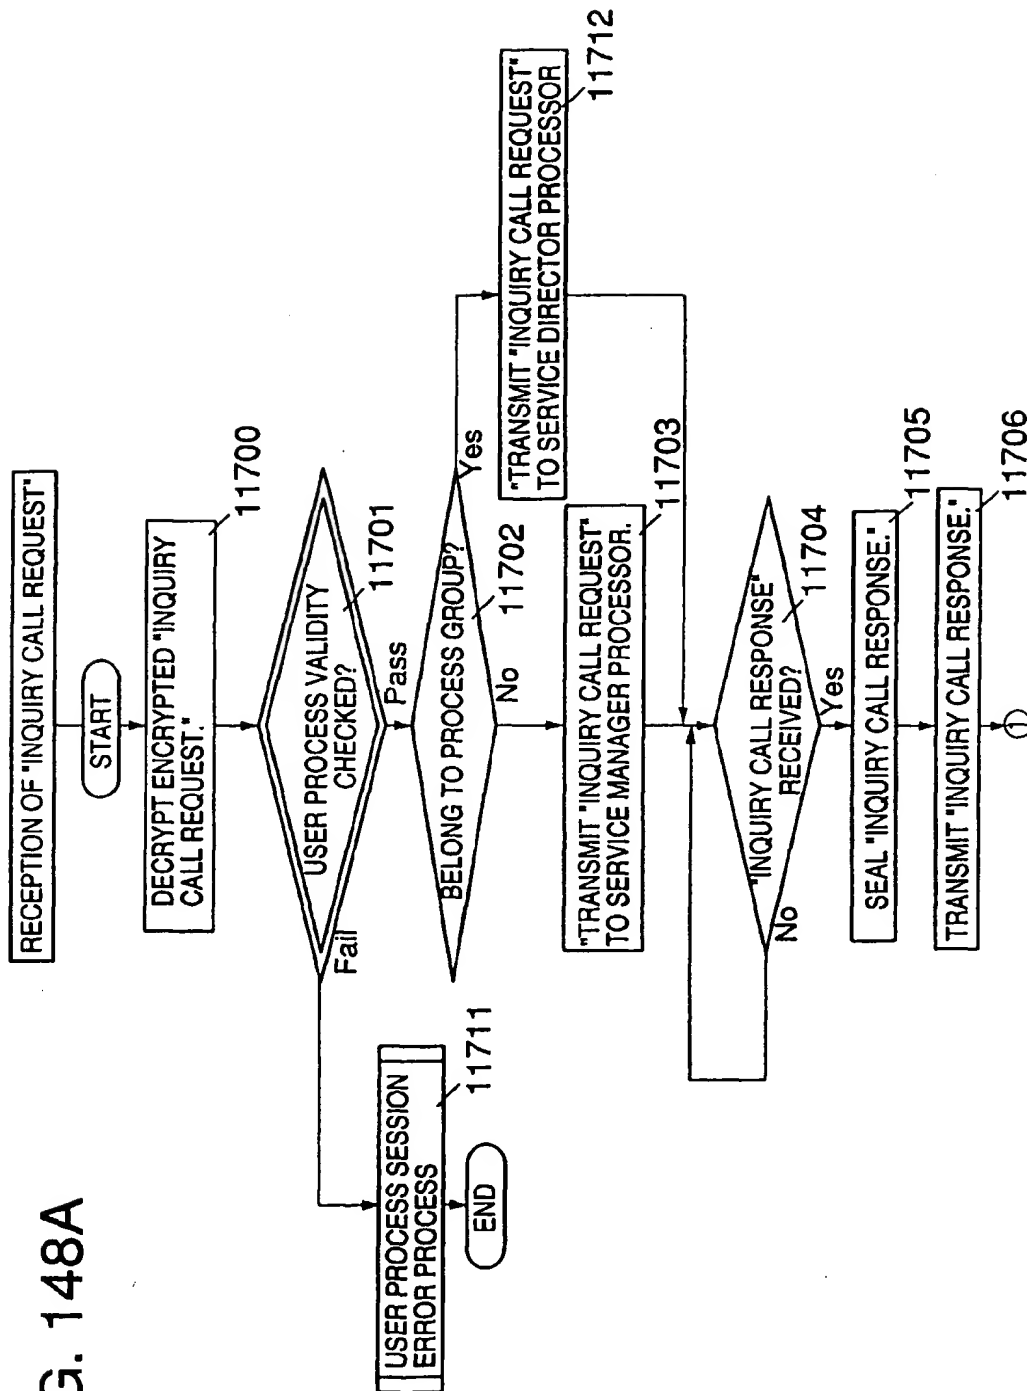 G. 148A
RECEPTION OF "INQUIRY CALL REQUEST"
START
DECRYPT ENCRYPTED "INQUIRY
CALL REQUEST."
11700
USER PROCESS VALIDITY
CHECKED?
11701
Fail
Pass
USER PROCESS SESSION
ERROR PROCESS
11711
END
BELONG TO PROCESS GROUP?
11702
Yes
No
"TRANSMIT "INQUIRY CALL REQUEST"
TO SERVICE DIRECTOR PROCESSOR
11712
"TRANSMIT "INQUIRY CALL REQUEST"
TO SERVICE MANAGER PROCESSOR.
11703
"INQUIRY CALL RESPONSE"
RECEIVED?
11704
No
Yes
SEAL "INQUIRY CALL RESPONSE."
11705
TRANSMIT "INQUIRY CALL RESPONSE."
11706
1